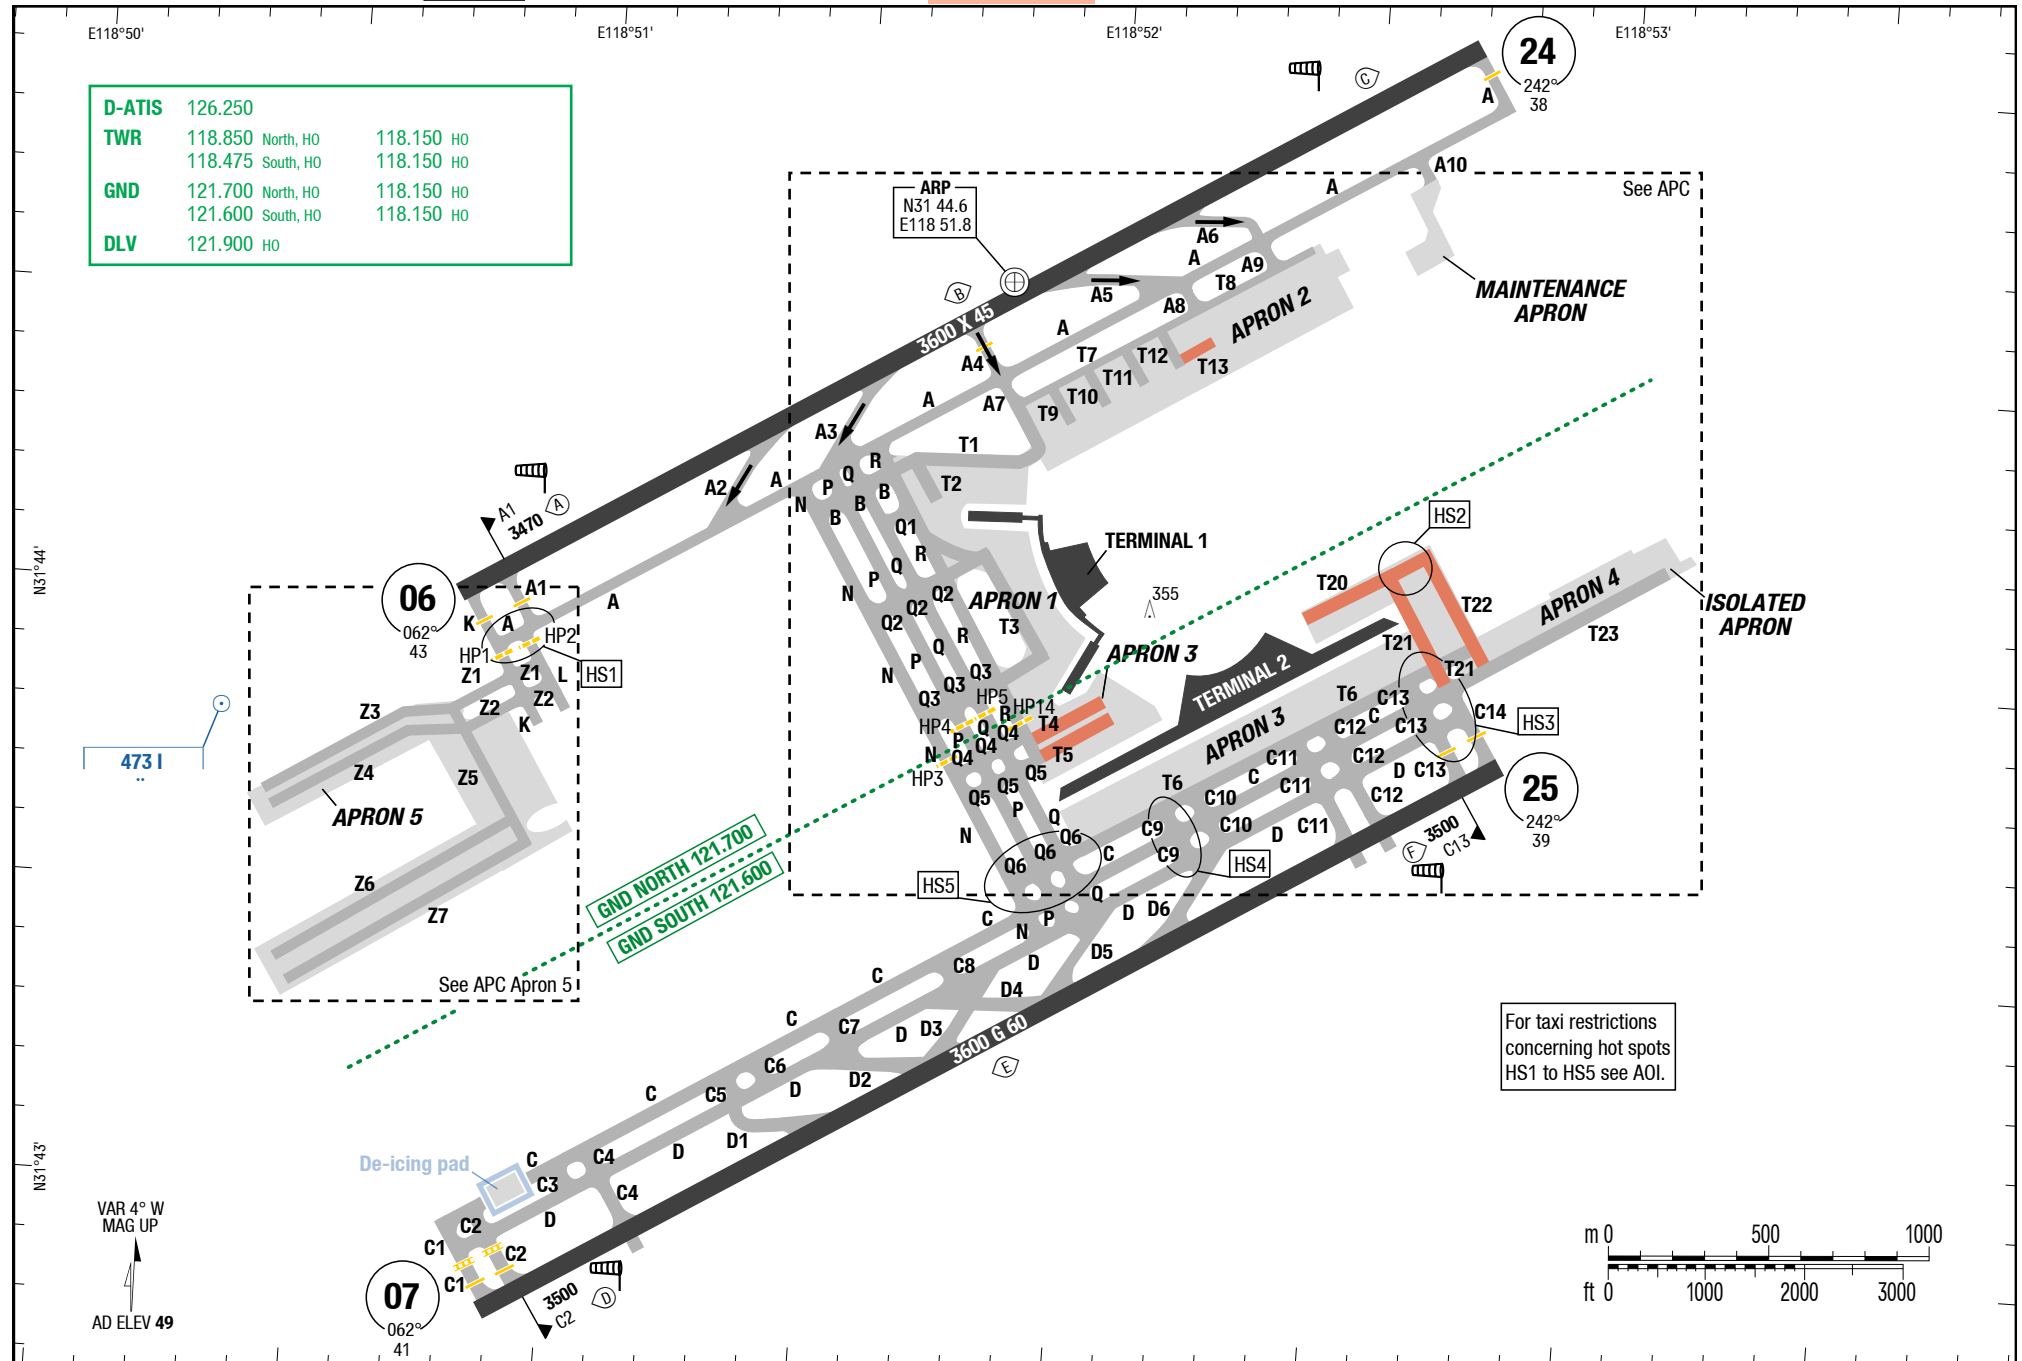 E118°50'
E118°51'
E118°52'
E118°53'
D-ATIS 126.250
TWR 118.850 North, HO 118.150 HO
118.475 South, HO 118.150 HO
GND 121.700 North, HO 118.150 HO
121.600 South, HO 118.150 HO
DLV 121.900 HO
24
242°
38
C
A
A10
A
See APC
ARP
N31 44.6
E118 51.8
A6
A
A9
T8
A5
A8
MAINTENANCE
APRON
APRON 2
B
3600 X 45
A
A4
T7
T12
T13
T11
T10
T9
A7
A
A3
T1
R
Q
A
A2
P
B
B
B
N
T2
A1
3470
A
Q1
R
Q
P
N
HS2
TERMINAL 1
N31°44'
06
062°
43
A1
A
K
A
HP2
HP1
Z1
Z1
L
HS1
Z2
Z2
K
Z3
Z4
Z5
APRON 5
Z6
Z7
See APC Apron 5
473 I
Q2
Q2
Q2
APRON 1
T3
R
Q
P
N
355
T20
T22
T21
T21
APRON 4
T23
ISOLATED
APRON
APRON 3
Q3
Q3
Q3
HP5
HP14
HP4
R
Q
P
Q4
Q4
Q4
N
HP3
T4
T5
TERMINAL 2
APRON 3
T6
C13
C
C12
C13
C14
HS3
C12
D
C13
C12
C11
C
C11
T6
C10
C10
D
C11
Q5
Q5
Q5
P
Q
N
C9
C9
Q6
Q6
Q6
C
HS4
HS5
25
242°
39
3500
C13
F
GND NORTH 121.700
GND SOUTH 121.600
Q
C
P
N
D
D6
D5
C8
D
C
D4
C
C7
D
D3
3600 G 60
E
C6
D
D2
C
C5
D1
D
For taxi restrictions
concerning hot spots
HS1 to HS5 see AOI.
De-icing pad
C
C4
C3
C4
D
C2
C1
C2
C1
N31°43'
VAR 4° W
MAG UP
AD ELEV 49
07
062°
41
3500
C2
D
m 0 500 1000
ft 0 1000 2000 3000